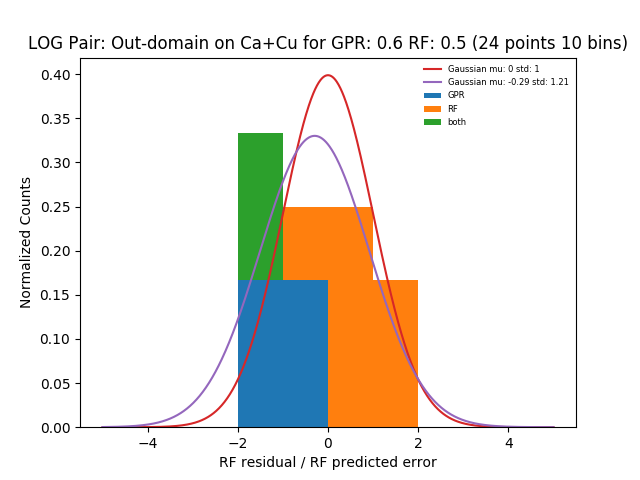 LOG Pair: Out-domain on Ca+Cu for GPR: 0.6 RF: 0.5 (24 points 10 bins)
Gaussian mu: 0 std: 1
Gaussian mu: -0.29 std: 1.21
GPR
RF
both
Normalized Counts
0.40
0.35
0.30
0.25
0.20
0.15
0.10
0.05
0.00
−4
−2
0
2
4
RF residual / RF predicted error